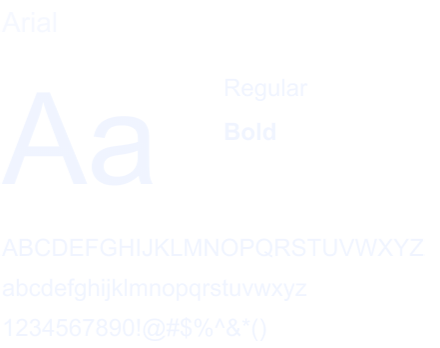 Arial
Aa
Regular
Bold
ABCDEFGHIJKLMNOPQRSTUVWXYZ
abcdefghijklmnopqrstuvwxyz
1234567890!@#$%^&*()